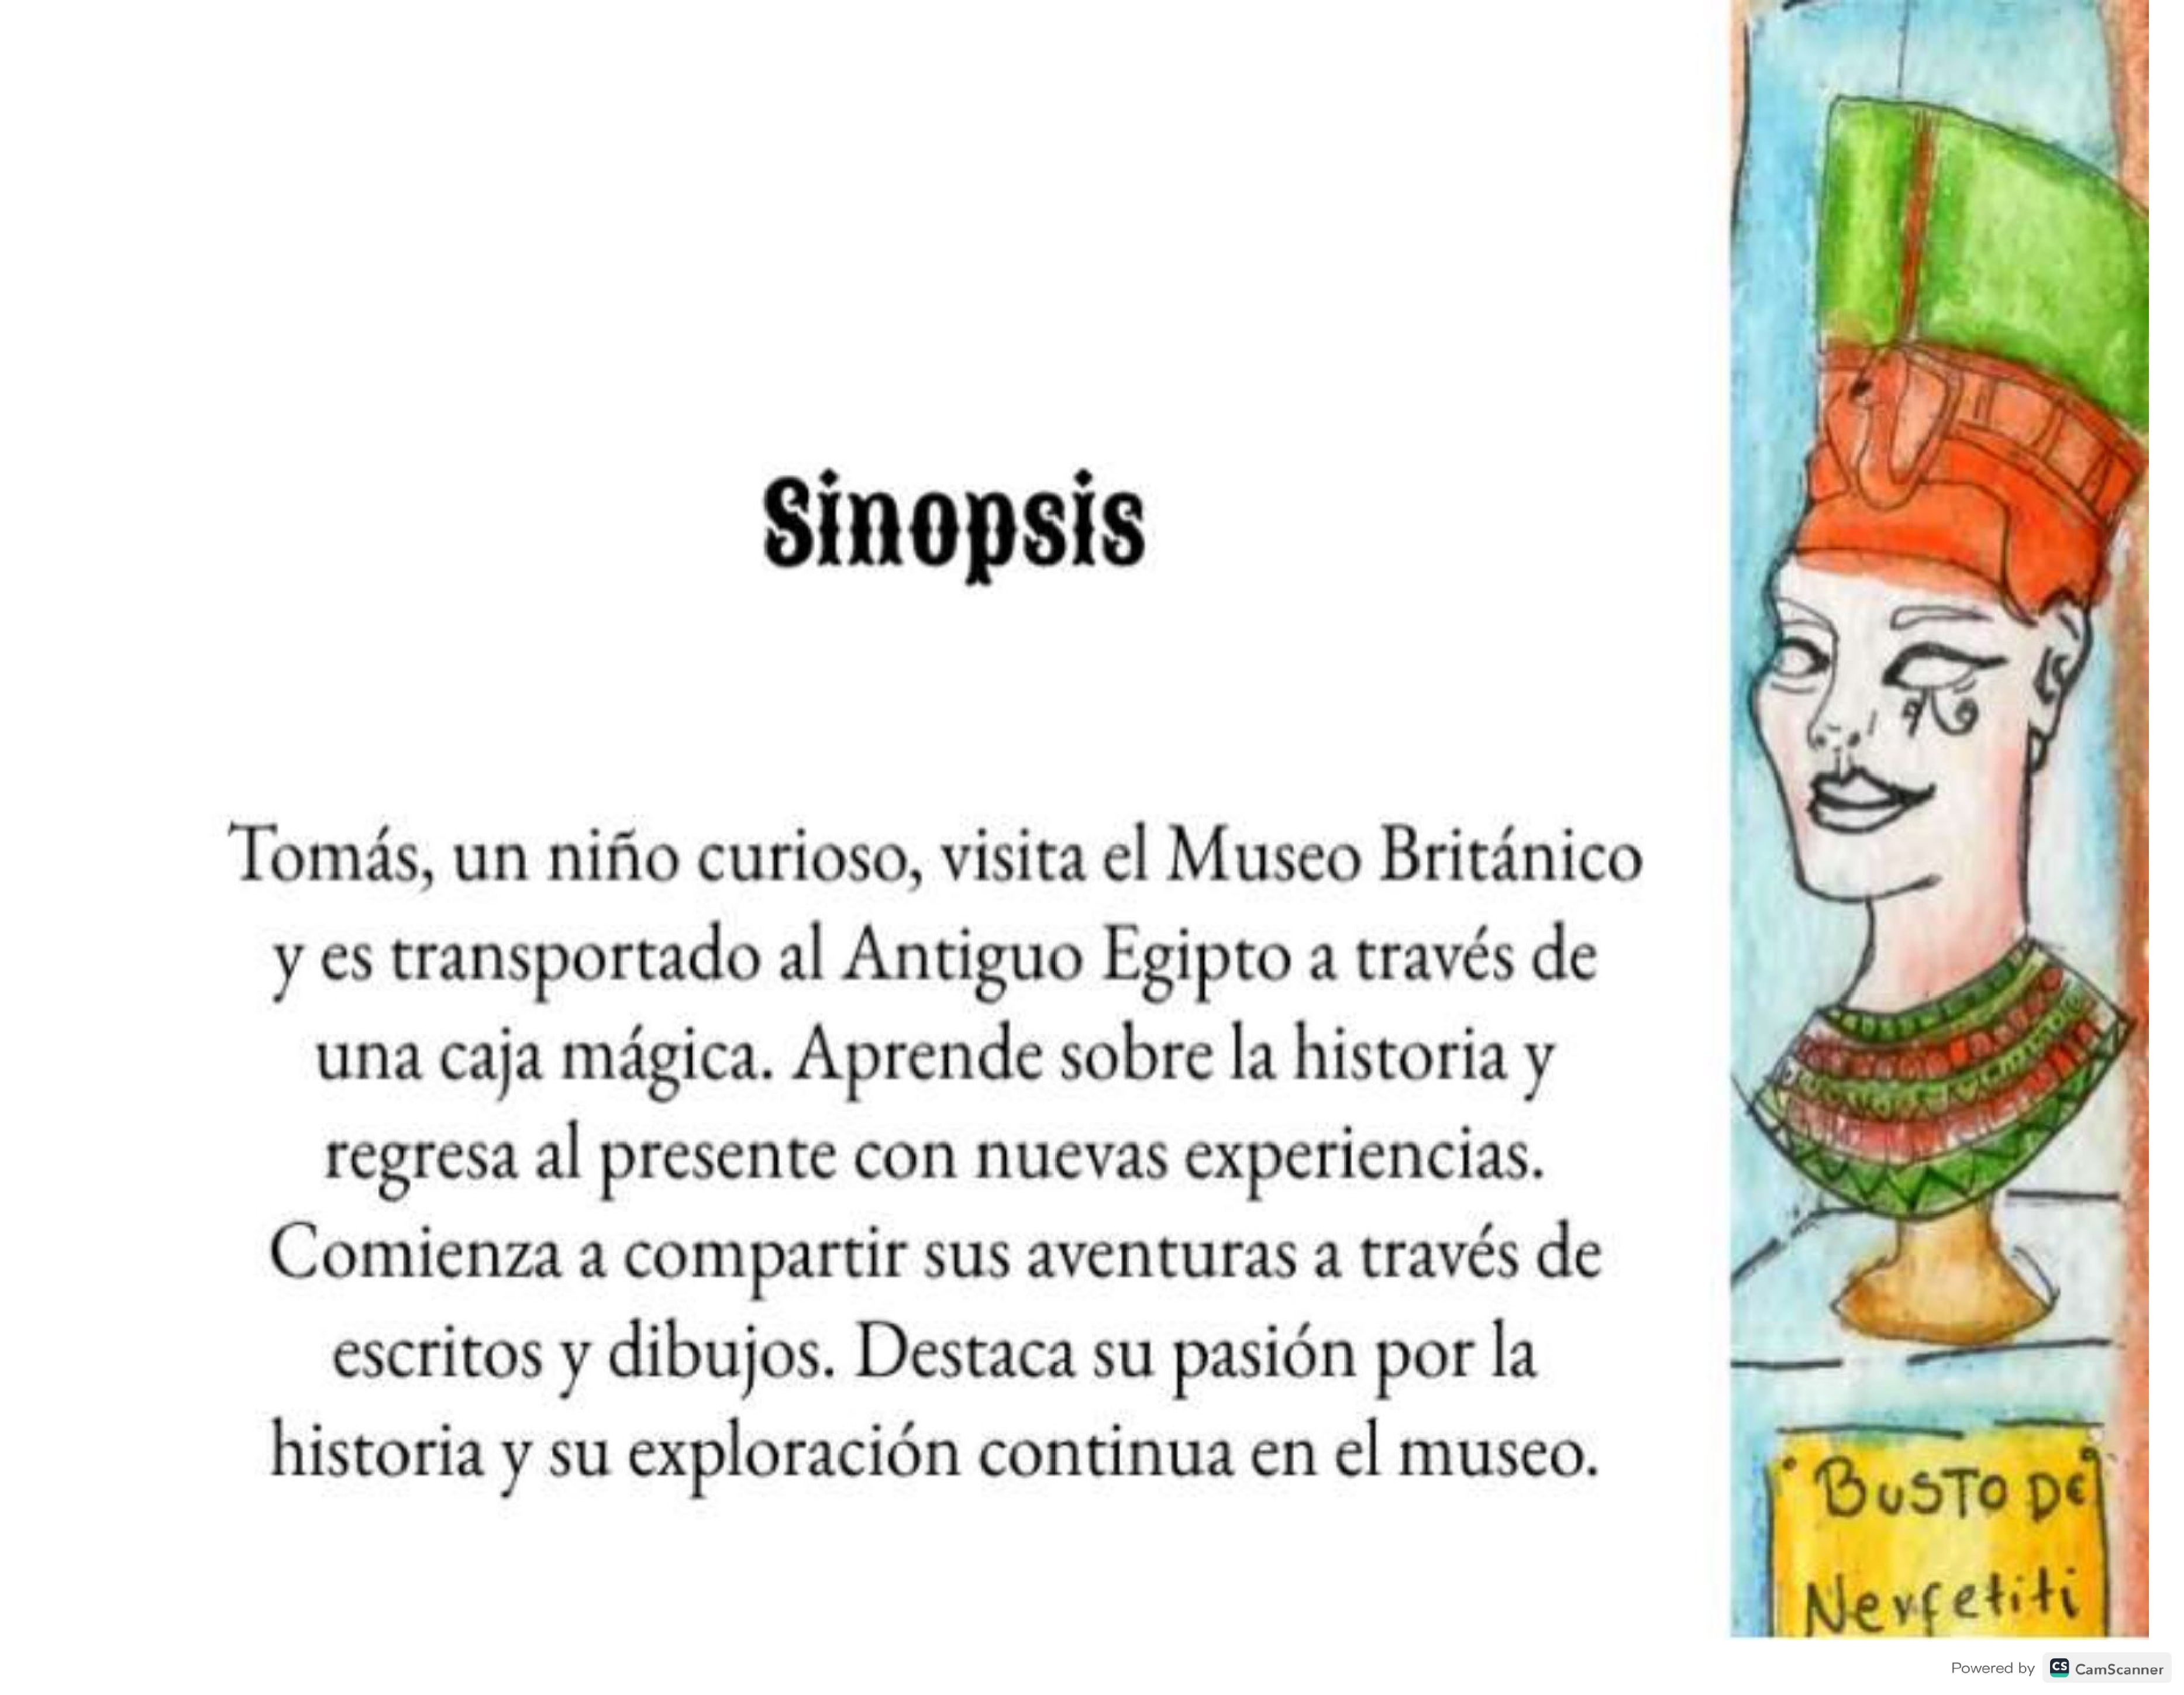 Sinopsis
Tomás, un niño curioso, visita el Museo Británico
y es transportado al Antiguo Egipto a través de
una caja mágica. Aprende sobre la historia y
regresa al presente con nuevas experiencias.
Comienza a compartir sus aventuras a través de
escritos y dibujos. Destaca su pasión por la
historia y su exploración continua en el museo.
BUSTO DE
Nerfetiti
Powered by CS CamScanner